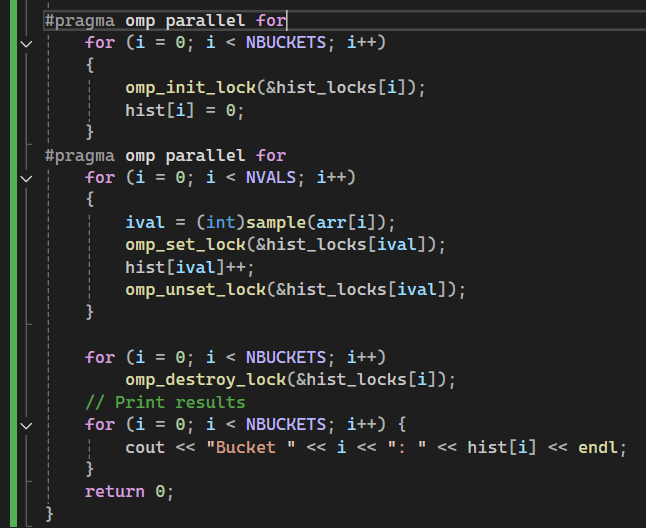 #pragma omp parallel for
for (i = 0; i < NBUCKETS; i++)
{
omp_init_lock(&hist_locks[i]);
hist[i] = 0;
}
#pragma omp parallel for
for (i = 0; i < NVALS; i++)
{
ival = (int)sample(arr[i]);
omp_set_lock(&hist_locks[ival]);
hist[ival]++;
omp_unset_lock(&hist_locks[ival]);
}
for (i = 0; i < NBUCKETS; i++)
omp_destroy_lock(&hist_locks[i]);
// Print results
for (i = 0; i < NBUCKETS; i++) {
cout << "Bucket " << i << ": " << hist[i] << endl;
}
return 0;
}